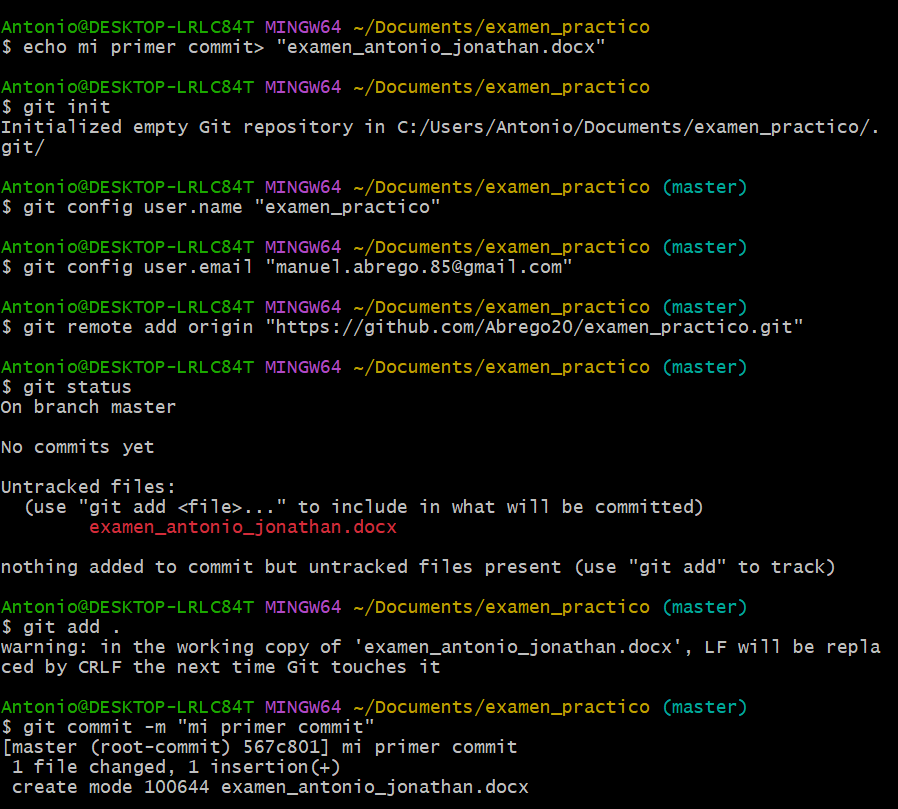 Antonio@DESKTOP-LRLC84T MINGW64 ~/Documents/examen_practico
$ echo mi primer commit> "examen_antonio_jonathan.docx"
Antonio@DESKTOP-LRLC84T MINGW64 ~/Documents/examen_practico
$ git init
Initialized empty Git repository in C:/Users/Antonio/Documents/examen_practico/.
git/
Antonio@DESKTOP-LRLC84T MINGW64 ~/Documents/examen_practico (master)
$ git config user.name "examen_practico"
Antonio@DESKTOP-LRLC84T MINGW64 ~/Documents/examen_practico (master)
$ git config user.email "manuel.abrego.85@gmail.com"
Antonio@DESKTOP-LRLC84T MINGW64 ~/Documents/examen_practico (master)
$ git remote add origin "https://github.com/Abrego20/examen_practico.git"
Antonio@DESKTOP-LRLC84T MINGW64 ~/Documents/examen_practico (master)
$ git status
On branch master
No commits yet
Untracked files:
  (use "git add <file>..." to include in what will be committed)
        examen_antonio_jonathan.docx
nothing added to commit but untracked files present (use "git add" to track)
Antonio@DESKTOP-LRLC84T MINGW64 ~/Documents/examen_practico (master)
$ git add .
warning: in the working copy of 'examen_antonio_jonathan.docx', LF will be repla
ced by CRLF the next time Git touches it
Antonio@DESKTOP-LRLC84T MINGW64 ~/Documents/examen_practico (master)
$ git commit -m "mi primer commit"
[master (root-commit) 567c801] mi primer commit
 1 file changed, 1 insertion(+)
 create mode 100644 examen_antonio_jonathan.docx